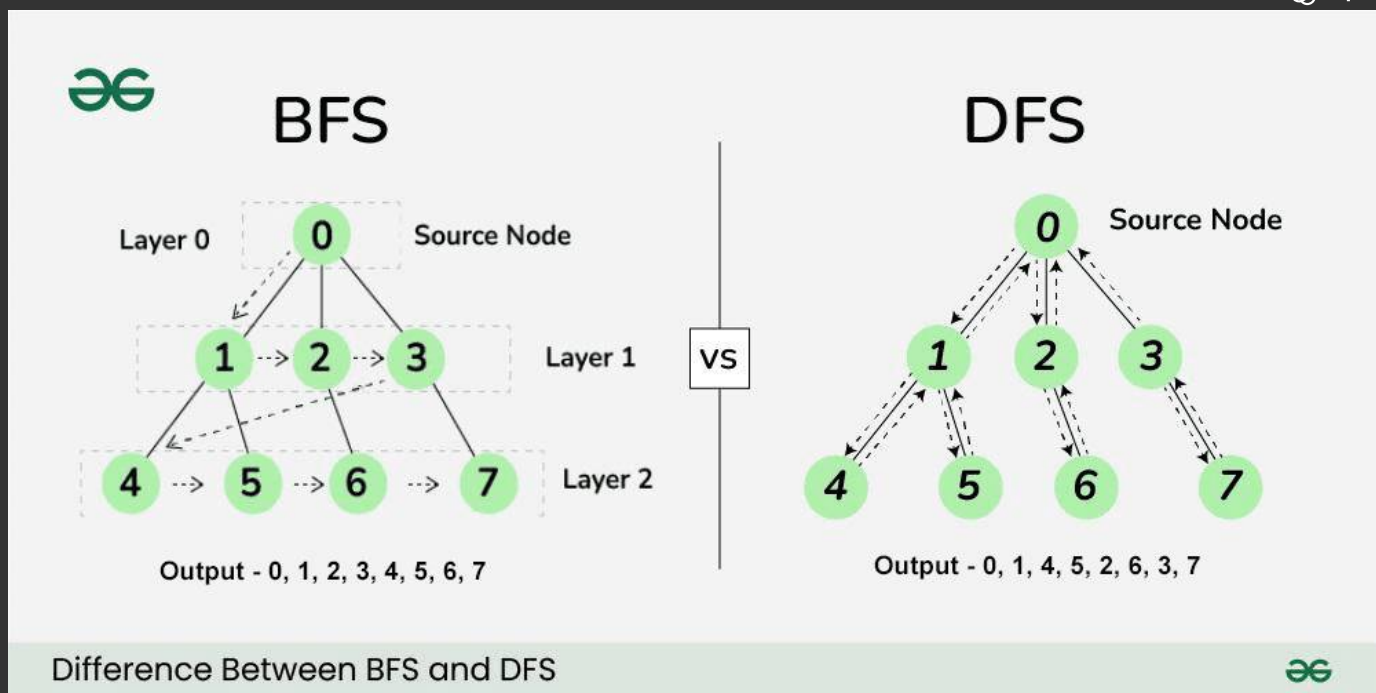 BFS
Layer 0
0
Source Node
1
2
3
Layer 1
4
5
6
7
Layer 2
Output - 0, 1, 2, 3, 4, 5, 6, 7
VS
DFS
0
Source Node
1
2
3
4
5
6
7
Output - 0, 1, 4, 5, 2, 6, 3, 7
Difference Between BFS and DFS